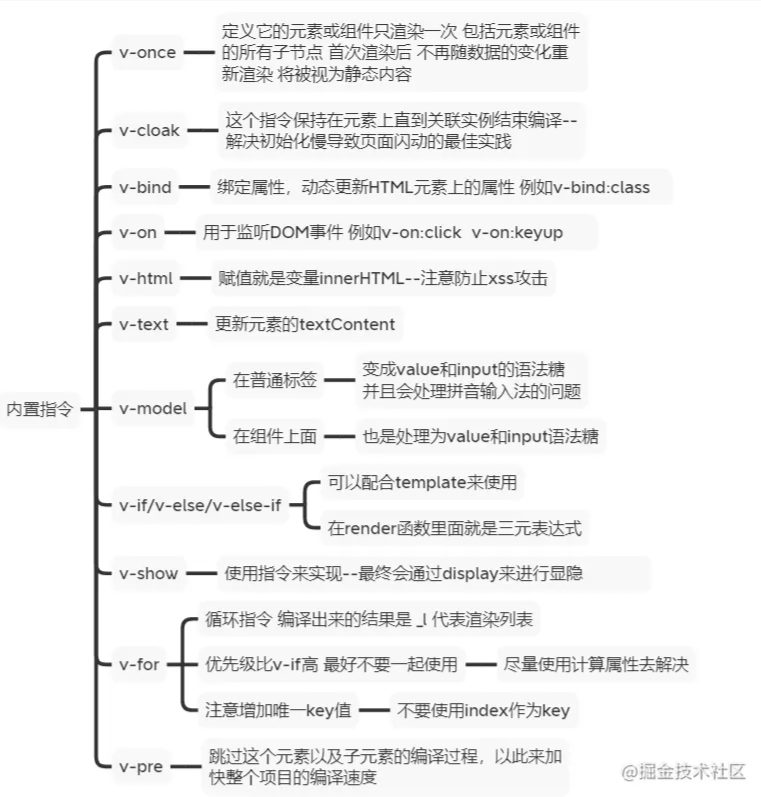 v-once
定义它的元素或组件只渲染一次 包括元素或组件
的所有子节点 首次渲染后 不再随数据的变化重
新渲染 将被视为静态内容
v-cloak
这个指令保持在元素上直到关联实例结束编译--
解决初始化慢导致页面闪动的最佳实践
v-bind
绑定属性，动态更新HTML元素上的属性 例如v-bind:class
v-on
用于监听DOM事件 例如v-on:click  v-on:keyup
v-html
赋值就是变量innerHTML--注意防止xss攻击
v-text
更新元素的textContent
内置指令
v-model
在普通标签
变成value和input的语法糖
并且会处理拼音输入法的问题
在组件上面
也是处理为value和input语法糖
v-if/v-else/v-else-if
可以配合template来使用
在render函数里面就是三元表达式
v-show
使用指令来实现--最终会通过display来进行显隐
v-for
循环指令 编译出来的结果是 _l 代表渲染列表
优先级比v-if高 最好不要一起使用
尽量使用计算属性去解决
注意增加唯一key值
不要使用index作为key
v-pre
跳过这个元素以及子元素的编译过程，以此来加
快整个项目的编译速度
@掘金技术社区